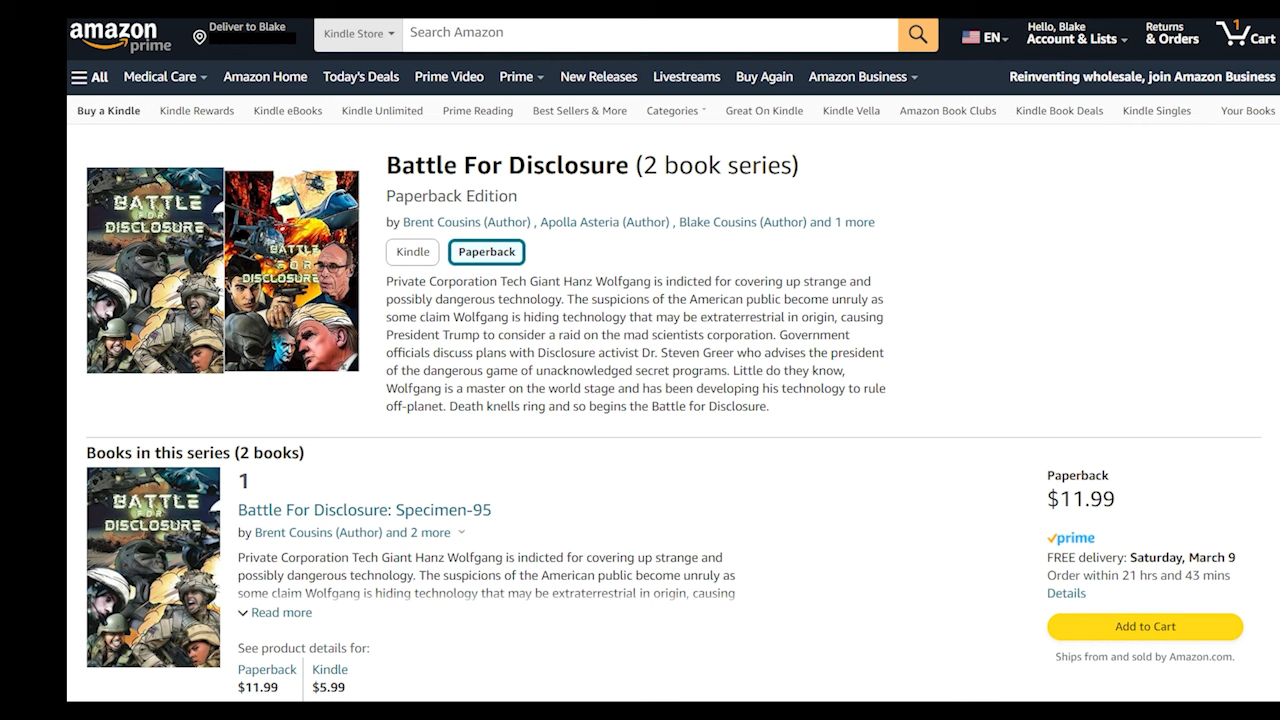 amazon prime
Deliver to Blake
Kindle Store
Search Amazon
EN
Hello, Blake
Account & Lists
Returns
& Orders
1
Cart
All
Medical Care
Amazon Home
Today's Deals
Prime Video
Prime
New Releases
Livestreams
Buy Again
Amazon Business
Reinventing wholesale, join Amazon Business
Buy a Kindle
Kindle Rewards
Kindle eBooks
Kindle Unlimited
Prime Reading
Best Sellers & More
Categories
Great On Kindle
Kindle Vella
Amazon Book Clubs
Kindle Book Deals
Kindle Singles
Your Books
BATTLE
FOR
DISCLOSURE
BATTLE
FOR
DISCLOSURE
Battle For Disclosure (2 book series)
Paperback Edition
by Brent Cousins (Author) , Apolla Asteria (Author) , Blake Cousins (Author) and 1 more
Kindle
Paperback
Private Corporation Tech Giant Hanz Wolfgang is indicted for covering up strange and
possibly dangerous technology. The suspicions of the American public become unruly as
some claim Wolfgang is hiding technology that may be extraterrestrial in origin, causing
President Trump to consider a raid on the mad scientists corporation. Government
officials discuss plans with Disclosure activist Dr. Steven Greer who advises the president
of the dangerous game of unacknowledged secret programs. Little do they know,
Wolfgang is a master on the world stage and has been developing his technology to rule
off-planet. Death knells ring and so begins the Battle for Disclosure.
Books in this series (2 books)
BATTLE
FOR
DISCLOSURE
1
Battle For Disclosure: Specimen-95
by Brent Cousins (Author) and 2 more
Private Corporation Tech Giant Hanz Wolfgang is indicted for covering up strange and
possibly dangerous technology. The suspicions of the American public become unruly as
some claim Wolfgang is hiding technology that may be extraterrestrial in origin, causing
Read more
See product details for:
Paperback
$11.99
Kindle
$5.99
Paperback
$11.99
prime
FREE delivery: Saturday, March 9
Order within 21 hrs and 43 mins
Details
Add to Cart
Ships from and sold by Amazon.com.